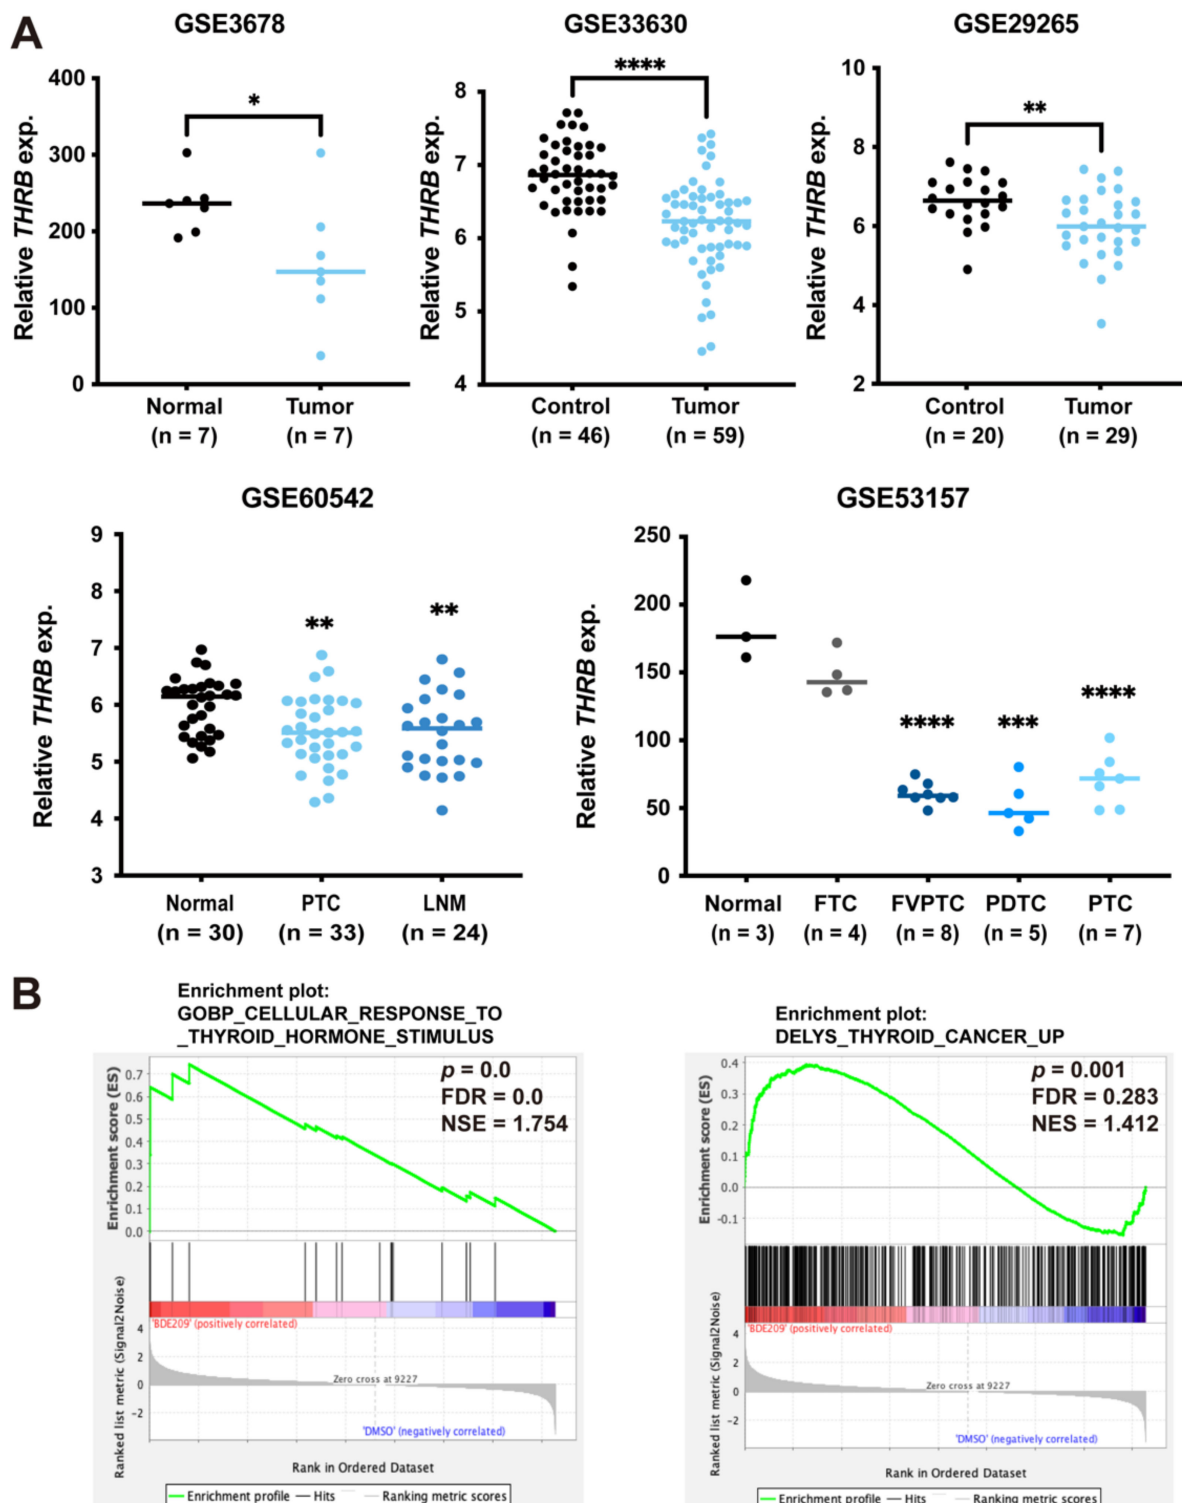 A
GSE3678
GSE33630
GSE29265
Relative THRB exp.
400
300
200
100
0
*
Normal
(n = 7)
Tumor
(n = 7)
Relative THRB exp.
8
7
6
5
4
****
Control
(n = 46)
Tumor
(n = 59)
Relative THRB exp.
10
8
6
4
2
**
Control
(n = 20)
Tumor
(n = 29)
GSE60542
GSE53157
Relative THRB exp.
9
8
7
6
5
4
3
**
**
Normal
(n = 30)
PTC
(n = 33)
LNM
(n = 24)
Relative THRB exp.
250
200
150
100
50
0
****
***
****
Normal
(n = 3)
FTC
(n = 4)
FVPTC
(n = 8)
PDTC
(n = 5)
PTC
(n = 7)
B
Enrichment plot:
GOBP_CELLULAR_RESPONSE_TO
_THYROID_HORMONE_STIMULUS
p = 0.0
FDR = 0.0
NSE = 1.754
Enrichment score (ES)
0.7
0.6
0.5
0.4
0.3
0.2
0.1
0.0
'BDE209' (positively correlated)
Ranked list metric (Signal2Noise)
4
2
0
-2
Zero cross at 9227
'DMSO' (negatively correlated)
Rank in Ordered Dataset
Enrichment profile
Hits
Ranking metric scores
Enrichment plot:
DELYS_THYROID_CANCER_UP
p = 0.001
FDR = 0.283
NES = 1.412
Enrichment score (ES)
0.4
0.3
0.2
0.1
0.0
-0.1
'BDE209' (positively correlated)
Ranked list metric (Signal2Noise)
4
2
0
-2
Zero cross at 9227
'DMSO' (negatively correlated)
Rank in Ordered Dataset
Enrichment profile
Hits
Ranking metric scores